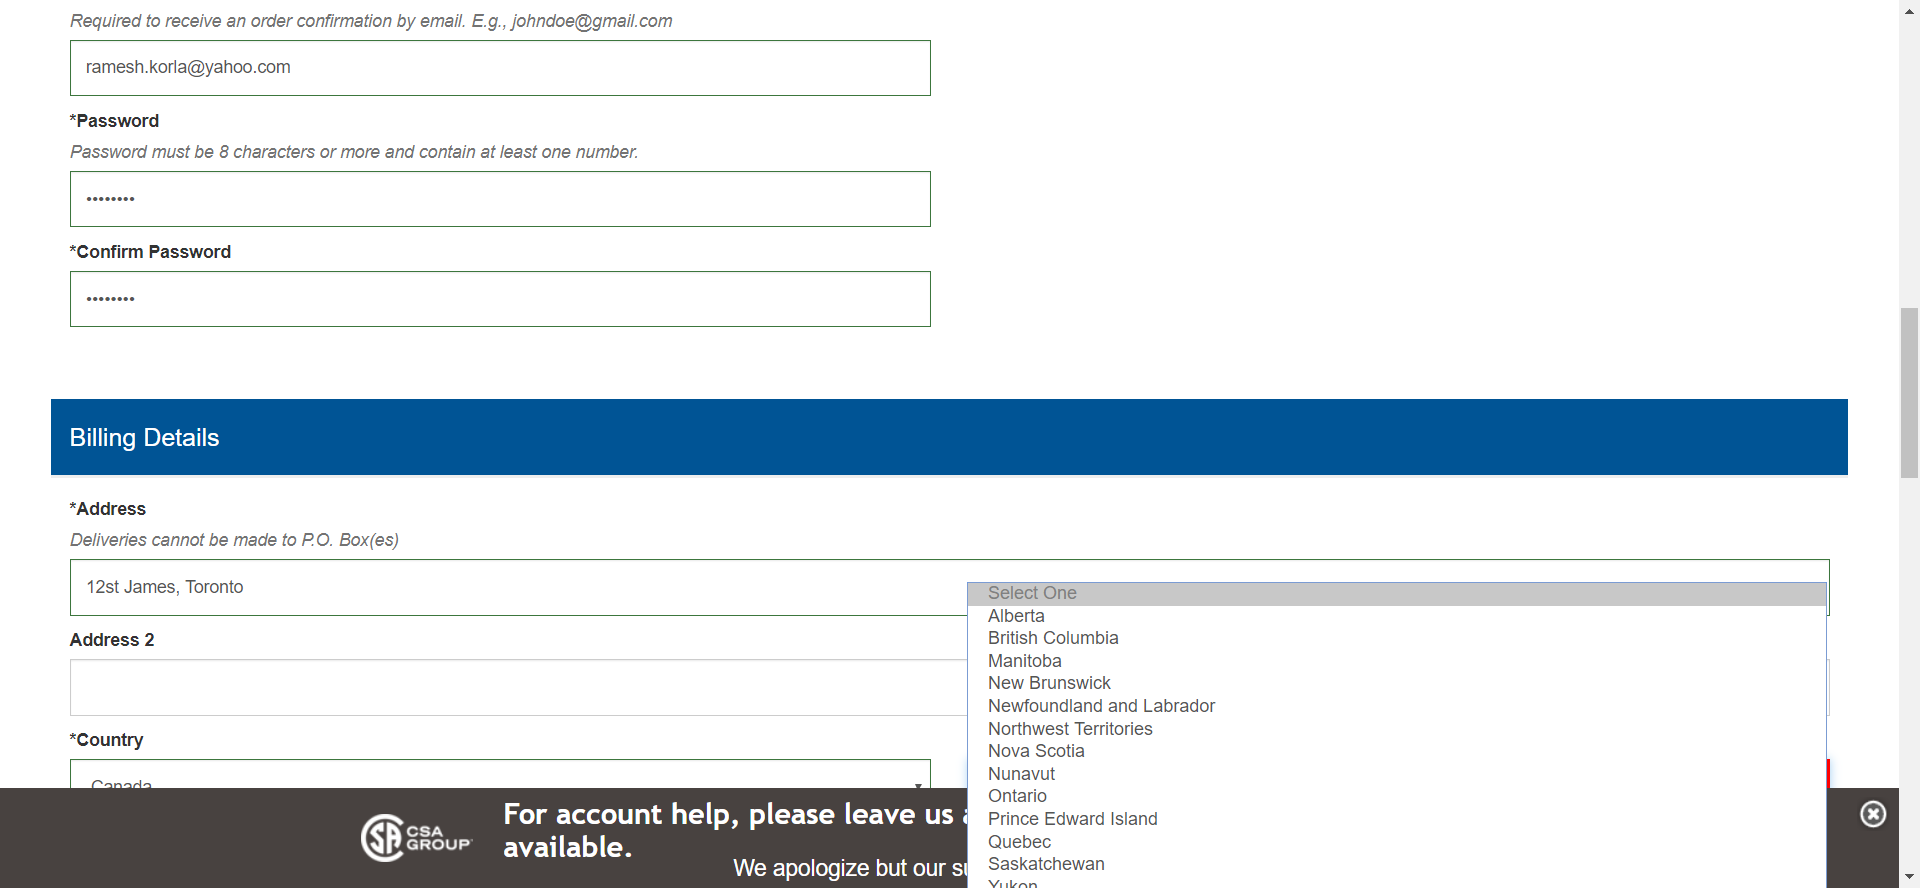 Required to receive an order confirmation by email. E.g., johndoe@gmail.com
ramesh.korla@yahoo.com
*Password
Password must be 8 characters or more and contain at least one number.
••••••••
*Confirm Password
••••••••
Billing Details
*Address
Deliveries cannot be made to P.O. Box(es)
12st James, Toronto
Address 2
*Country
Canada
Select One
Alberta
British Columbia
Manitoba
New Brunswick
Newfoundland and Labrador
Northwest Territories
Nova Scotia
Nunavut
Ontario
Prince Edward Island
Quebec
Saskatchewan
Yukon
CSA
GROUP
For account help, please leave us
available.
We apologize but our